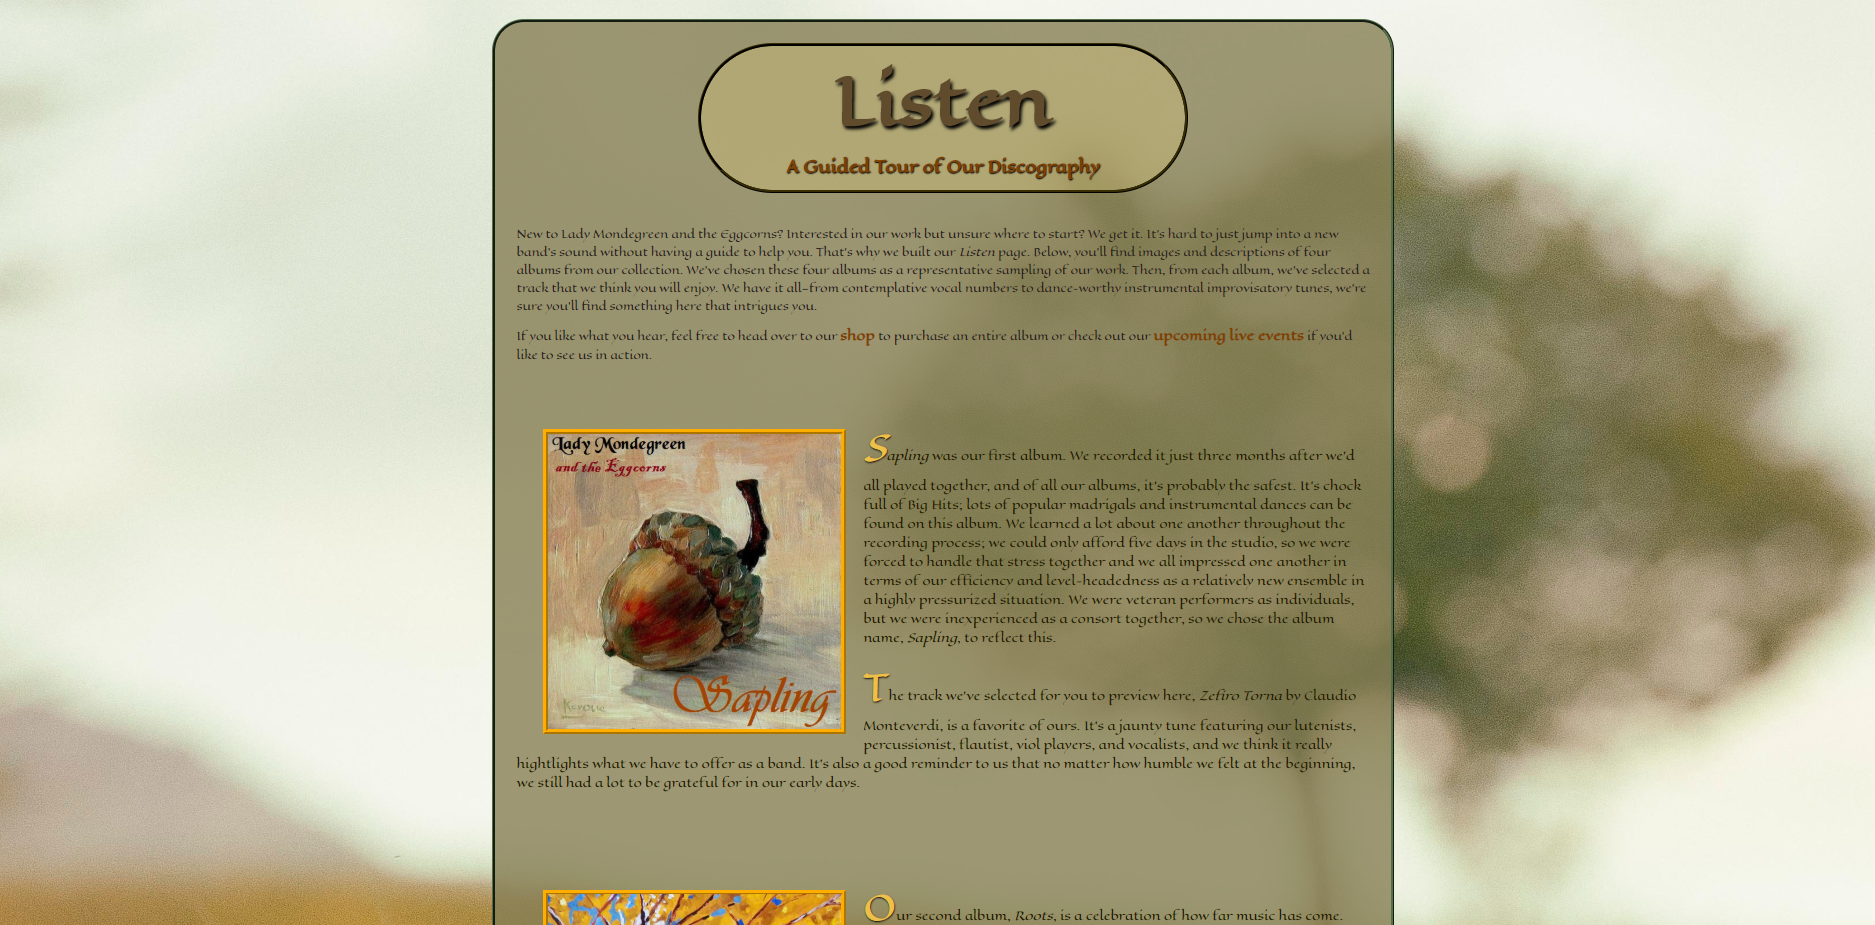 Listen
A Guided Tour of Our Discography
New to Lady Mondegreen and the Eggcorns? Interested in our work but unsure where to start? We get it. It's hard to just jump into a new
band's sound without having a guide to help you. That's why we built our Listen page. Below, you'll find images and descriptions of four
albums from our collection. We've chosen these four albums as a representative sampling of our work. Then, from each album, we've selected a
track that we think you will enjoy. We have it all–from contemplative vocal numbers to dance-worthy instrumental improvisatory tunes, we're
sure you'll find something here that intrigues you.
If you like what you hear, feel free to head over to our shop to purchase an entire album or check out our upcoming live events if you'd
like to see us in action.
Lady Mondegreen
and the Eggcorns
Kerouie
Sapling
Sapling was our first album. We recorded it just three months after we'd
all played together, and of all our albums, it's probably the safest. It's chock
full of Big Hits; lots of popular madrigals and instrumental dances can be
found on this album. We learned a lot about one another throughout the
recording process; we could only afford five days in the studio, so we were
forced to handle that stress together and we all impressed one another in
terms of our efficiency and level-headedness as a relatively new ensemble in
a highly pressurized situation. We were veteran performers as individuals,
but we were inexperienced as a consort together, so we chose the album
name, Sapling, to reflect this.
The track we've selected for you to preview here, Zefiro Torna by Claudio
Monteverdi, is a favorite of ours. It's a jaunty tune featuring our lutenists,
percussionist, flautist, viol players, and vocalists, and we think it really
hightlights what we have to offer as a band. It's also a good reminder to us that no matter how humble we felt at the beginning,
we still had a lot to be grateful for in our early days.
Our second album, Roots, is a celebration of how far music has come.